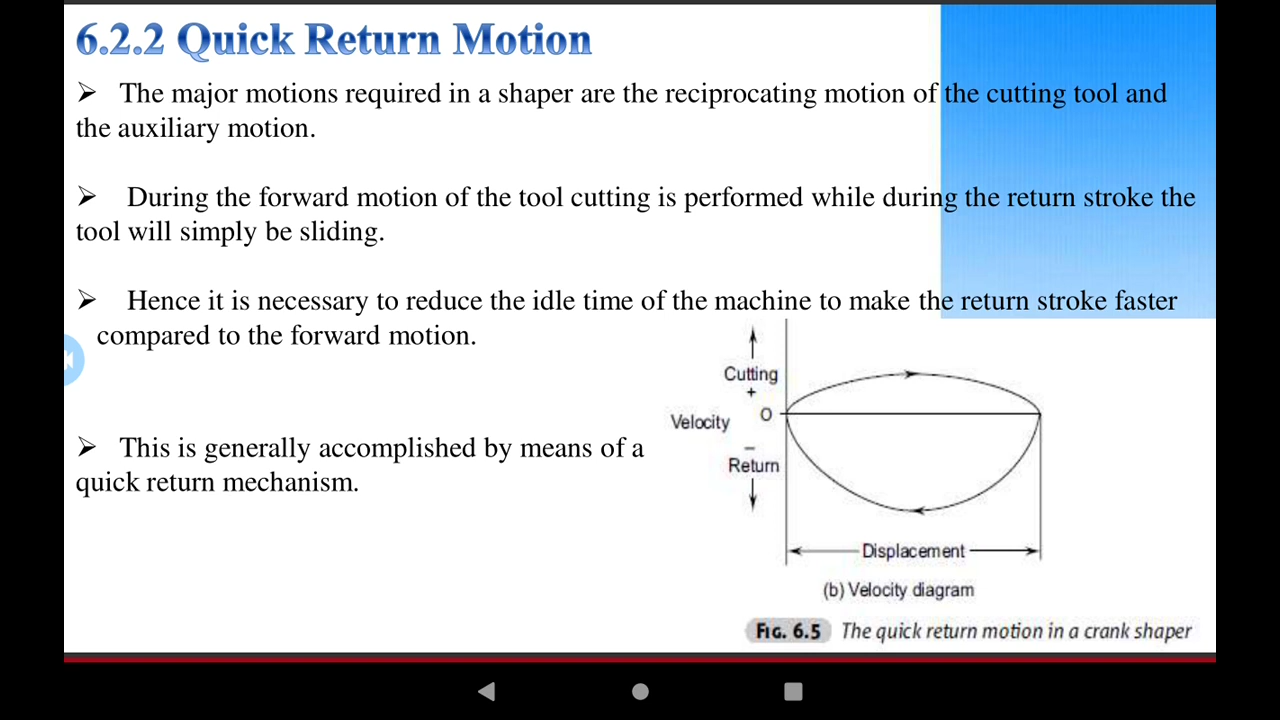 6.2.2 Quick Return Motion
➢ The major motions required in a shaper are the reciprocating motion of the cutting tool and
the auxiliary motion.
➢ During the forward motion of the tool cutting is performed while during the return stroke the
tool will simply be sliding.
➢ Hence it is necessary to reduce the idle time of the machine to make the return stroke faster
compared to the forward motion.
➢ This is generally accomplished by means of a
quick return mechanism.
Cutting
+
Velocity O
–
Return
Displacement
(b) Velocity diagram
FIG. 6.5 The quick return motion in a crank shaper